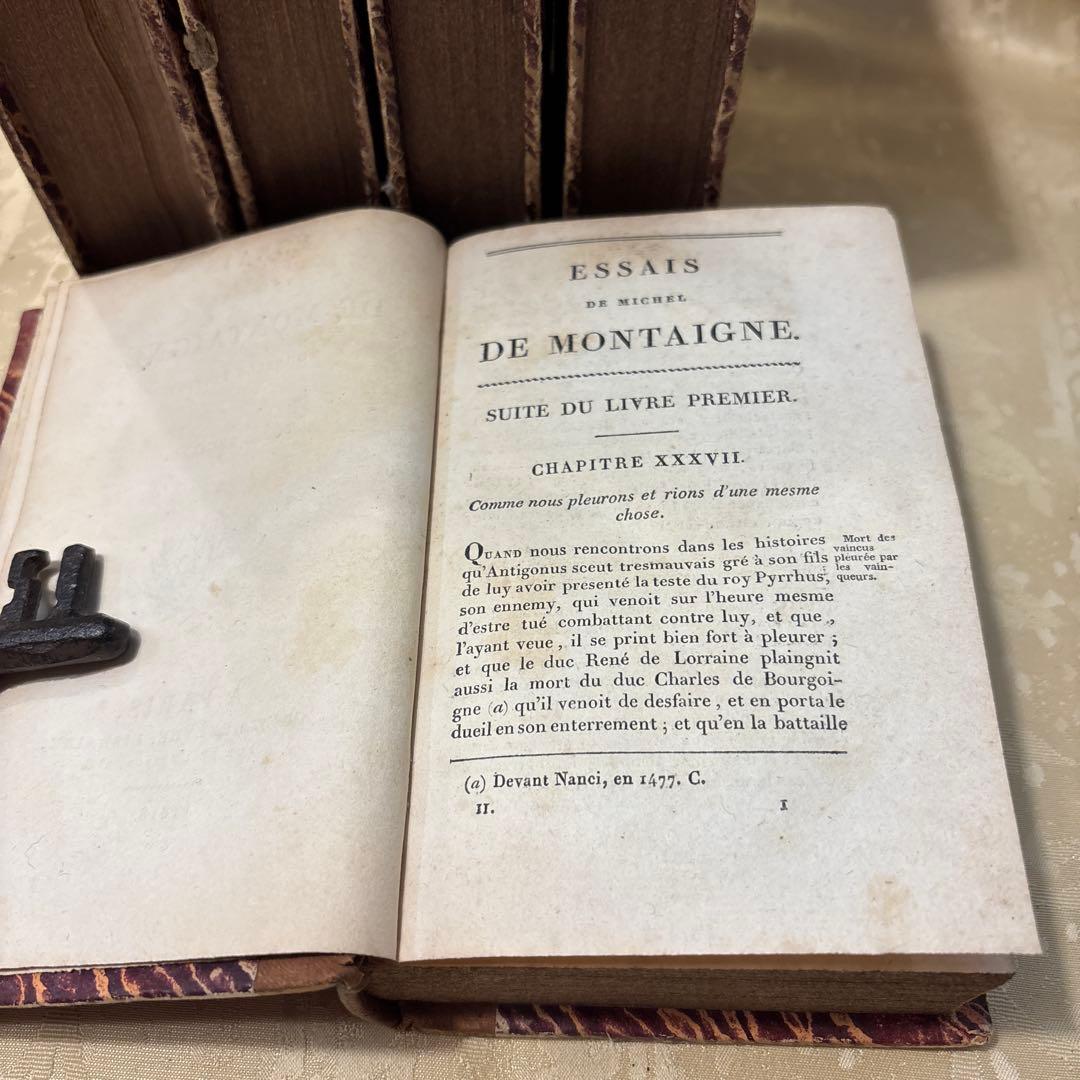 ESSAIS
DE MICHEL
DE MONTAIGNE.
SUITE DU LIVRE PREMIER.
CHAPITRE XXXVII.
Comme nous pleurons et rions d'une mesme
chose.
QUAND nous rencontrons dans les histoires
qu'Antigonus sceut tresmauvais gré à son fils
de luy avoir presenté la teste du roy Pyrrhus,
son ennemy, qui venoit sur l'heure mesme
d'estre tué combattant contre luy, et que,
l'ayant veue, il se print bien fort à pleurer;
et que le duc René de Lorraine plaingnit
aussi la mort du duc Charles de Bourgoi-
gne (a) qu'il venoit de desfaire, et en porta le
dueil en son enterrement; et qu'en la battaille
Mort des
vaincus
pleurée par
les vain-
queurs.
(a) Devant Nanci, en 1477. C.
II. 1